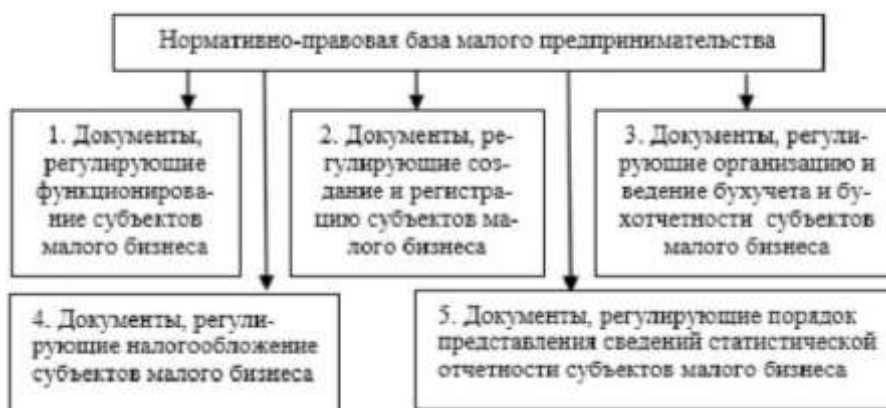 Нормативно-правовая база малого предпринимательства
1. Документы,
регулирующие
функционирова-
ние субъектов
малого бизнеса
2. Документы, ре-
гулирующие соз-
дание и регистра-
цию субъектов ма-
лого бизнеса
3. Документы, регули-
рующие организацию и
ведение бухучета и бу-
хотчетности субъектов
малого бизнеса
4. Документы, регули-
рующие налогообложение
субъектов малого бизнеса
5. Документы, регулирующие порядок
представления сведений статистической
отчетности субъектов малого бизнеса